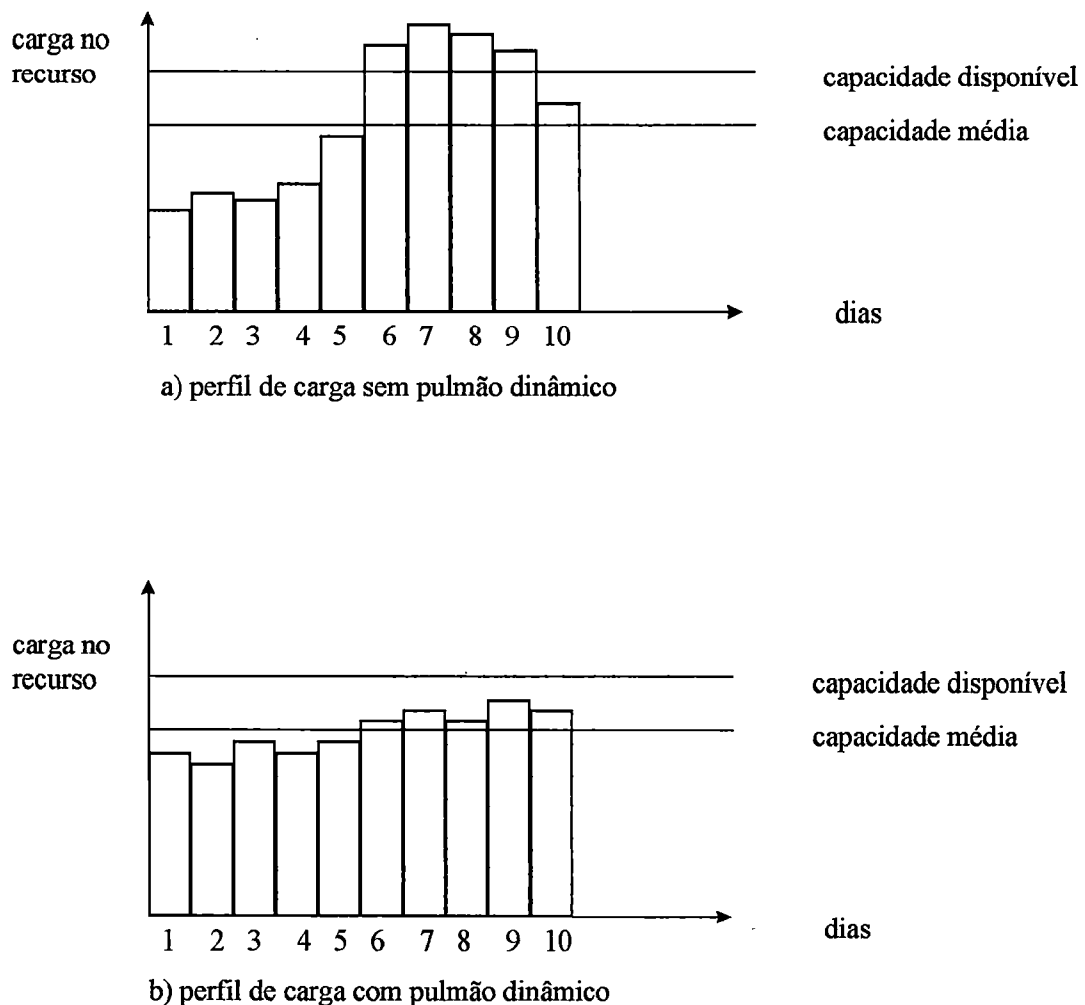 carga no
recurso
capacidade disponível
capacidade média
dias
1 2 3 4 5 6 7 8 9 10
a) perfil de carga sem pulmão dinâmico
carga no
recurso
capacidade disponível
capacidade média
dias
1 2 3 4 5 6 7 8 9 10
b) perfil de carga com pulmão dinâmico